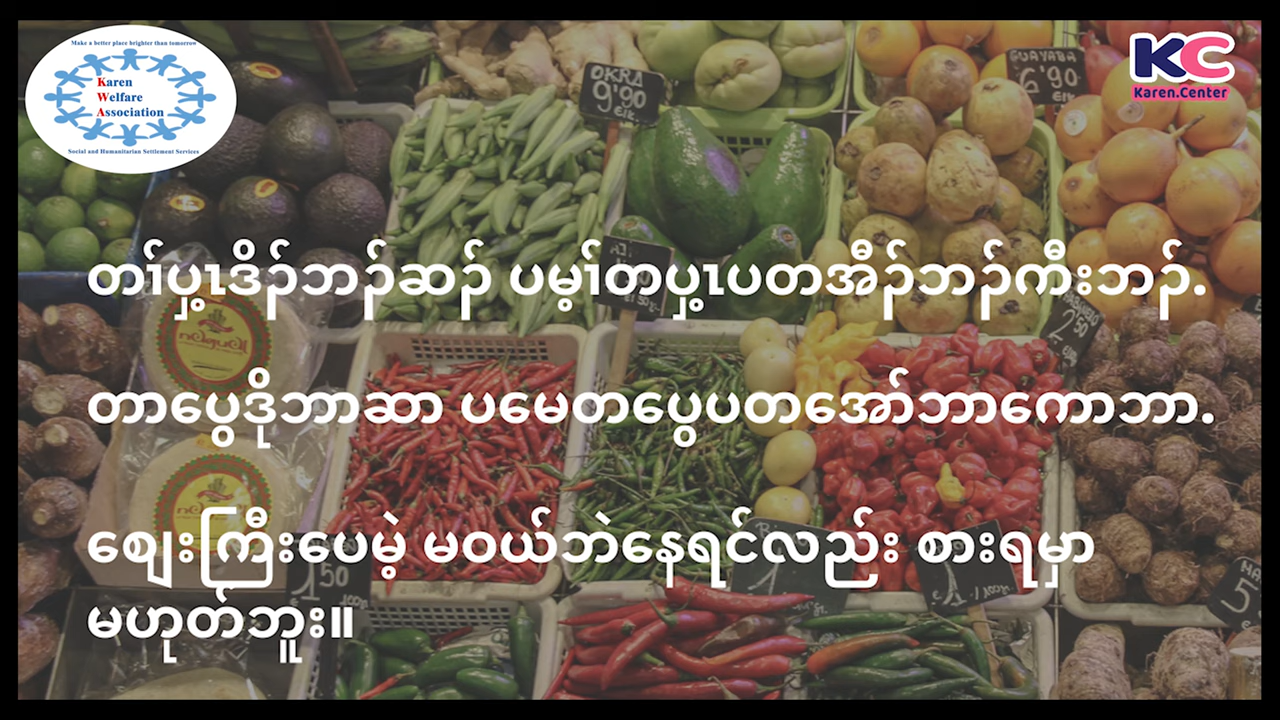 Make a better place brighter than tomorrow
Karen
Welfare
Association
Social and Humanitarian Settlement Services
KC
Karen.Center
OKRA
9'90
GUAYABA
6'90
တၢ်ပှ့ၤဒိၣ်ဘၣ်ဆၣ် ပမ့ၢ်တပှ့ၤပတအီၣ်ဘၣ်ကီးဘၣ်.
တာပွေဒိုဘာဆာ ပမေတပွေပတအော်ဘာကောဘာ.
ဈေးကြီးပေမဲ့ မဝယ်ဘဲနေရင်လည်း စားရမှာ
မဟုတ်ဘူး။